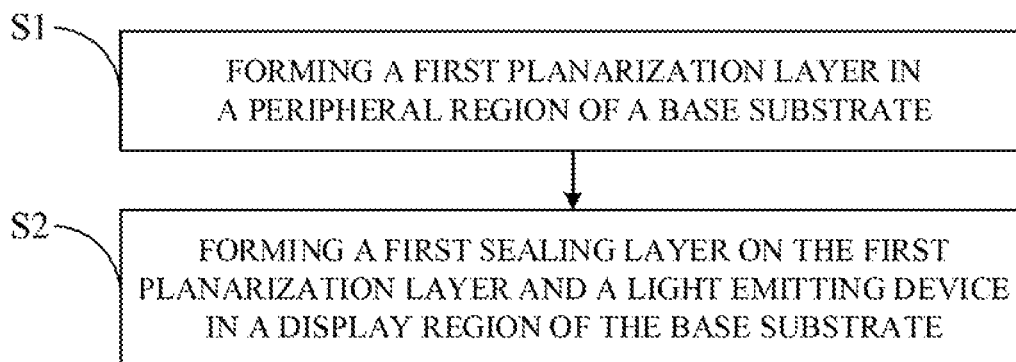 S1
FORMING A FIRST PLANARIZATION LAYER IN
A PERIPHERAL REGION OF A BASE SUBSTRATE
S2
FORMING A FIRST SEALING LAYER ON THE FIRST
PLANARIZATION LAYER AND A LIGHT EMITTING DEVICE
IN A DISPLAY REGION OF THE BASE SUBSTRATE